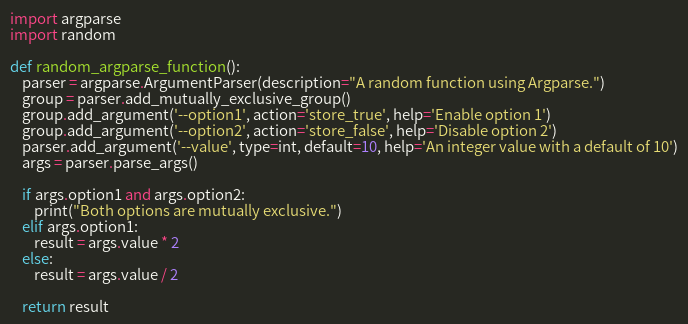 import argparse
import random

def random_argparse_function():
    parser = argparse.ArgumentParser(description="A random function using Argparse.")
    group = parser.add_mutually_exclusive_group()
    group.add_argument('--option1', action='store_true', help='Enable option 1')
    group.add_argument('--option2', action='store_false', help='Disable option 2')
    parser.add_argument('--value', type=int, default=10, help='An integer value with a default of 10')
    args = parser.parse_args()

    if args.option1 and args.option2:
        print("Both options are mutually exclusive.")
    elif args.option1:
        result = args.value * 2
    else:
        result = args.value / 2

    return result